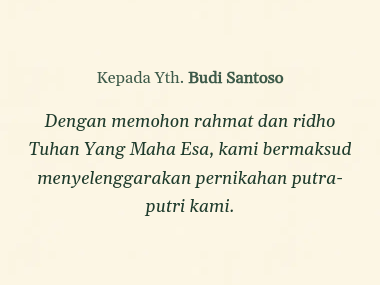 Kepada Yth. Budi Santoso
Dengan memohon rahmat dan ridho
Tuhan Yang Maha Esa, kami bermaksud
menyelenggarakan pernikahan putra-
putri kami.